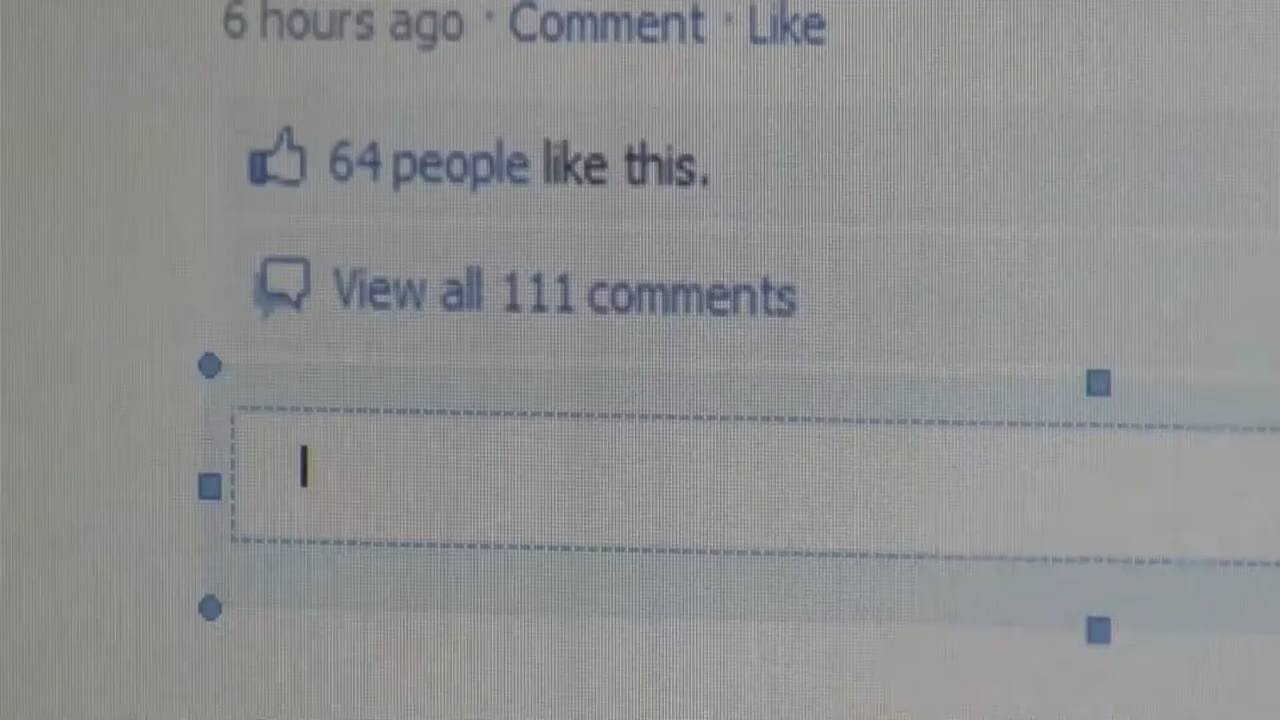 6 hours ago · Comment · Like
64 people like this.
View all 111 comments